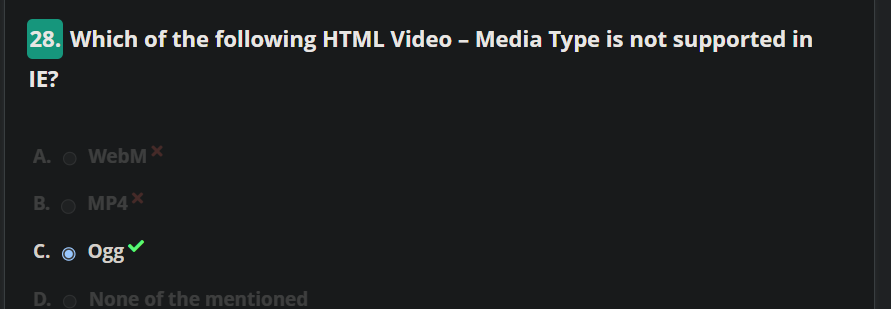 28. Which of the following HTML Video – Media Type is not supported in
IE?
A. WebM
B. MP4
C. Ogg
D. None of the mentioned